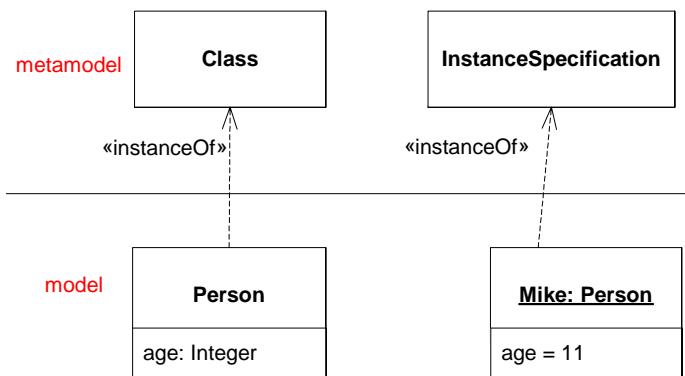 metamodel
Class
InstanceSpecification
«instanceOf»
«instanceOf»
model
Person
Mike: Person
age: Integer
age = 11